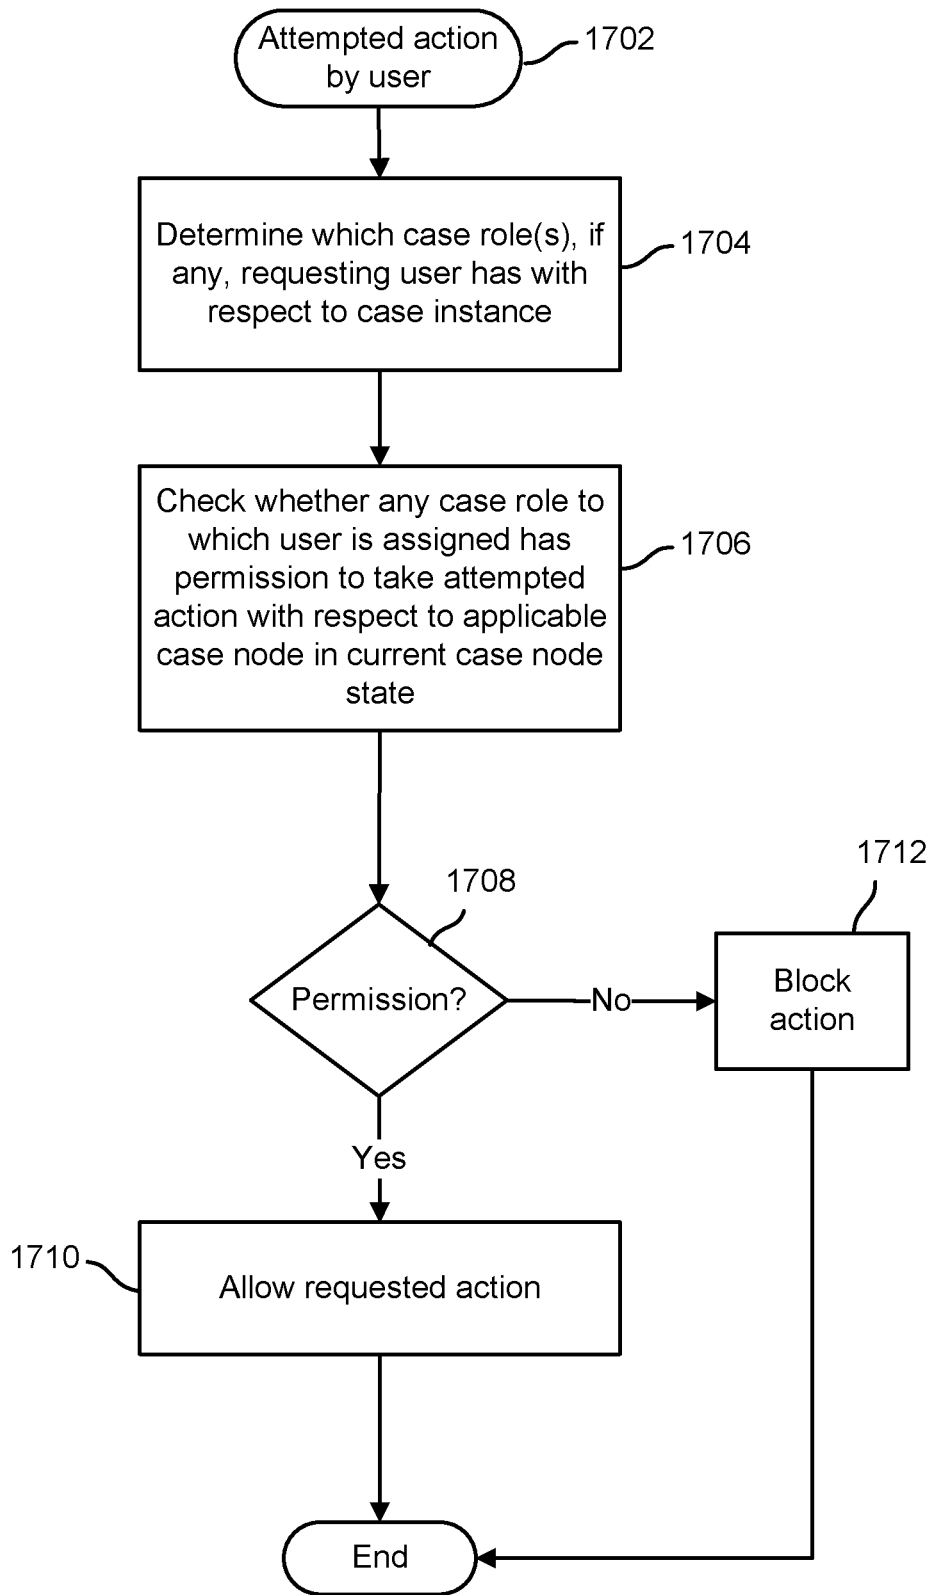 Attempted action
by user
1702
Determine which case role(s), if
any, requesting user has with
respect to case instance
1704
Check whether any case role to
which user is assigned has
permission to take attempted
action with respect to applicable
case node in current case node
state
1706
1708
Permission?
No
1712
Block
action
Yes
1710
Allow requested action
End